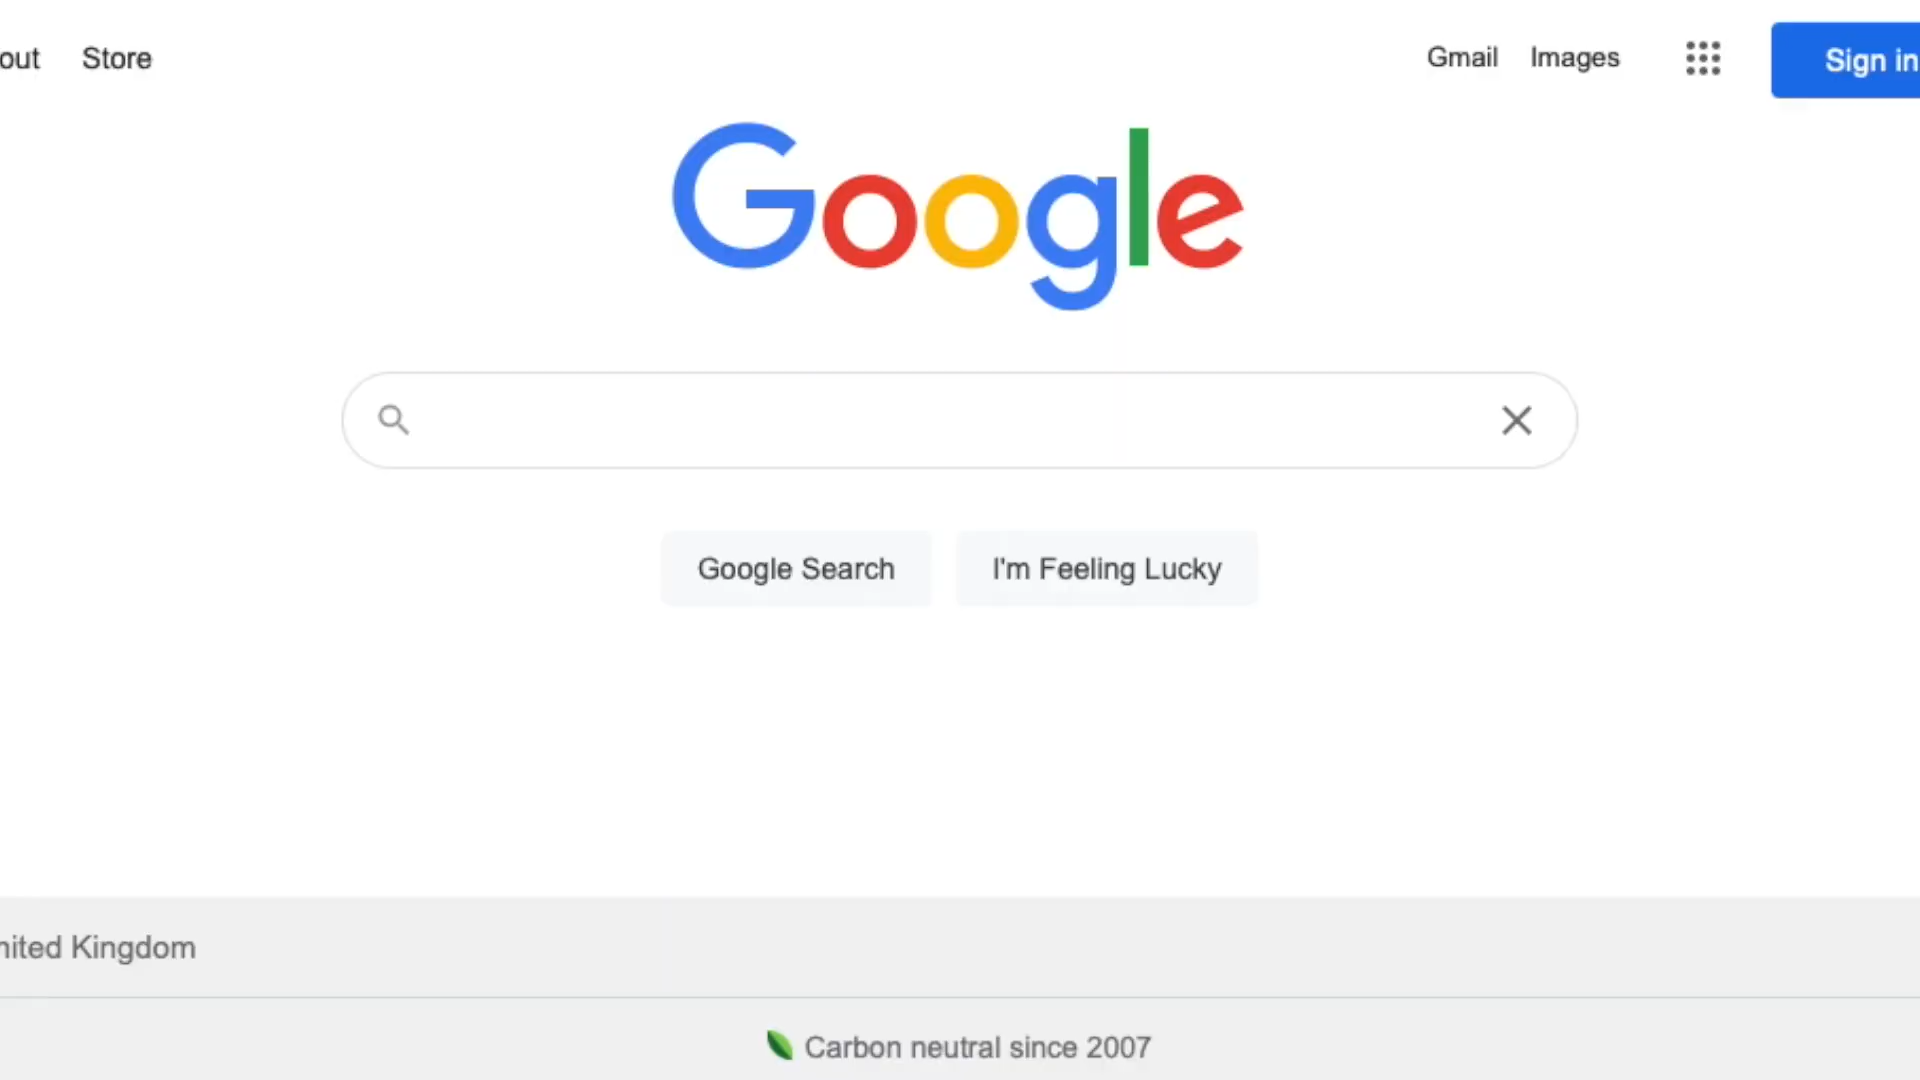 out Store Gmail Images Sign in
Google
Google Search I'm Feeling Lucky
nited Kingdom
Carbon neutral since 2007